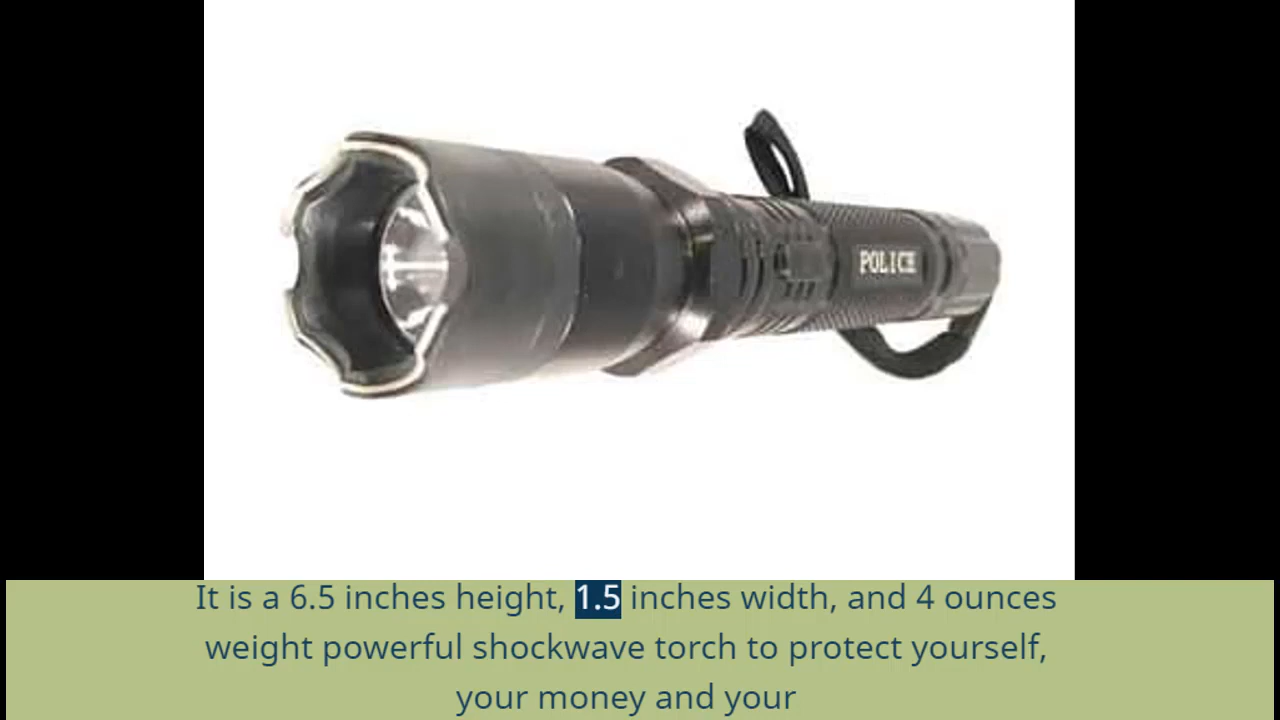 POLICE
It is a 6.5 inches height, 1.5 inches width, and 4 ounces
weight powerful shockwave torch to protect yourself,
your money and your